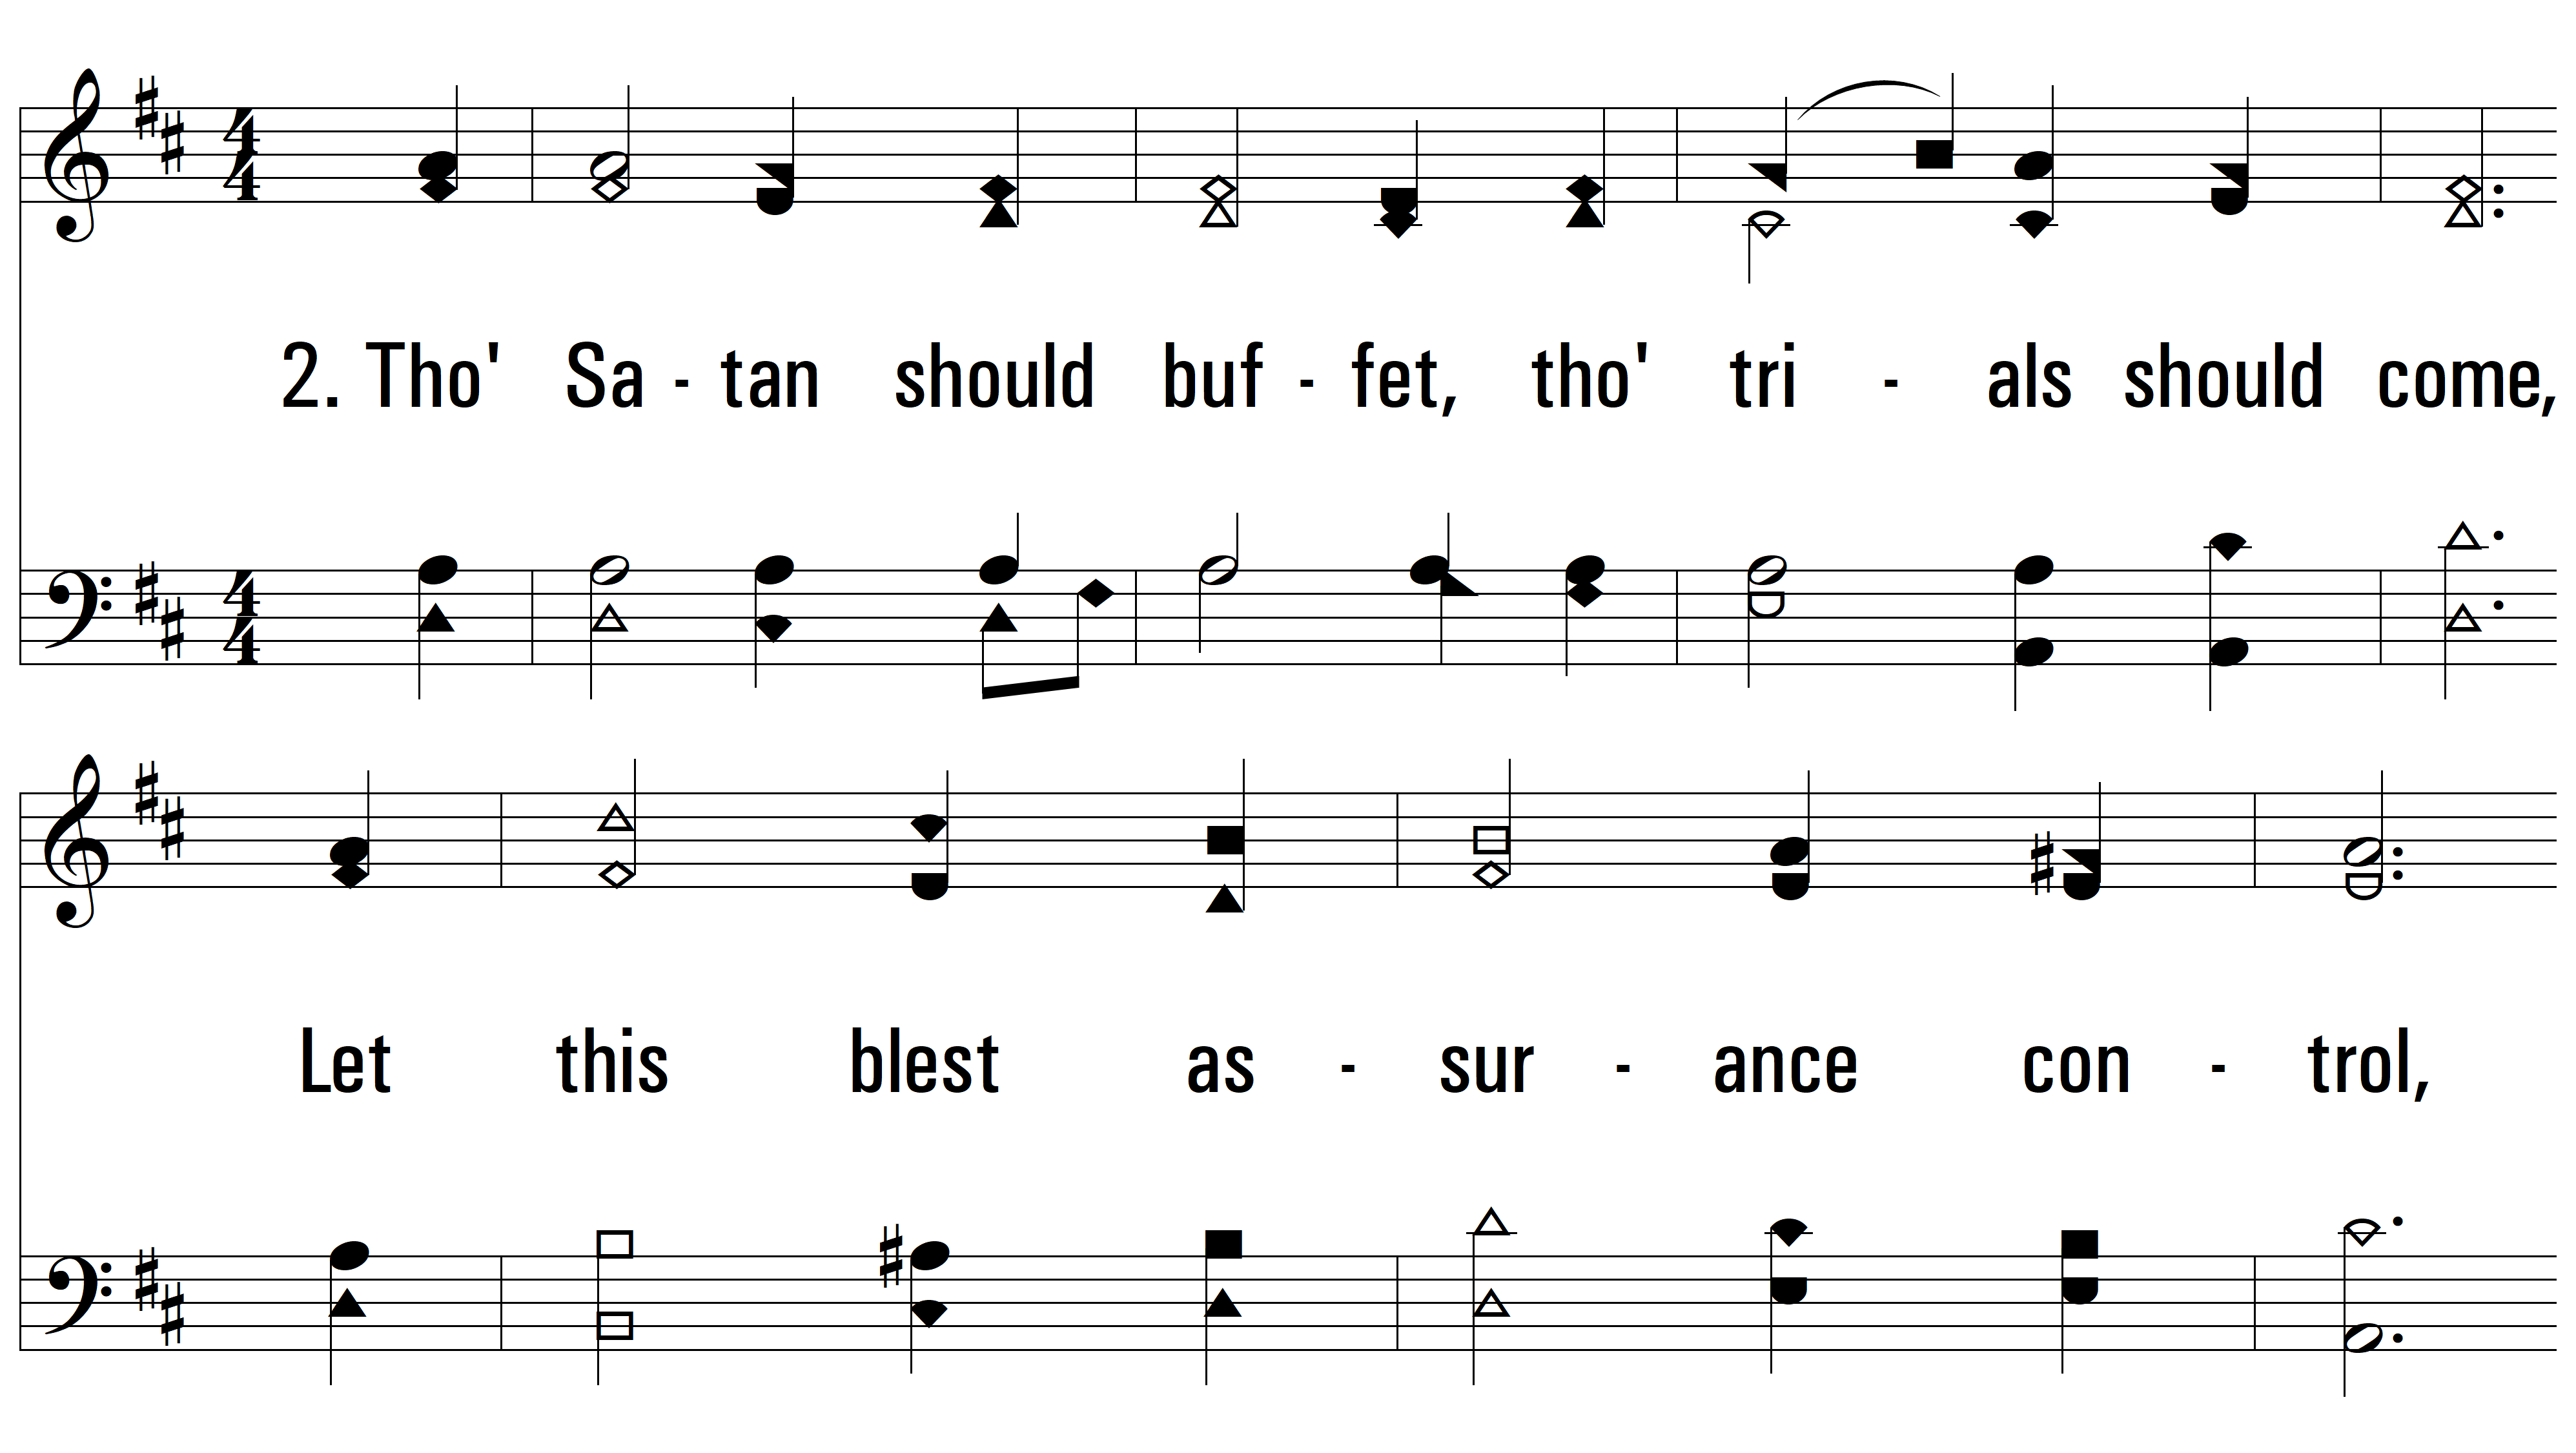 2. Tho' Sa - tan should buf - fet, tho' tri - als should come,
Let this blest as - sur - ance con - trol,